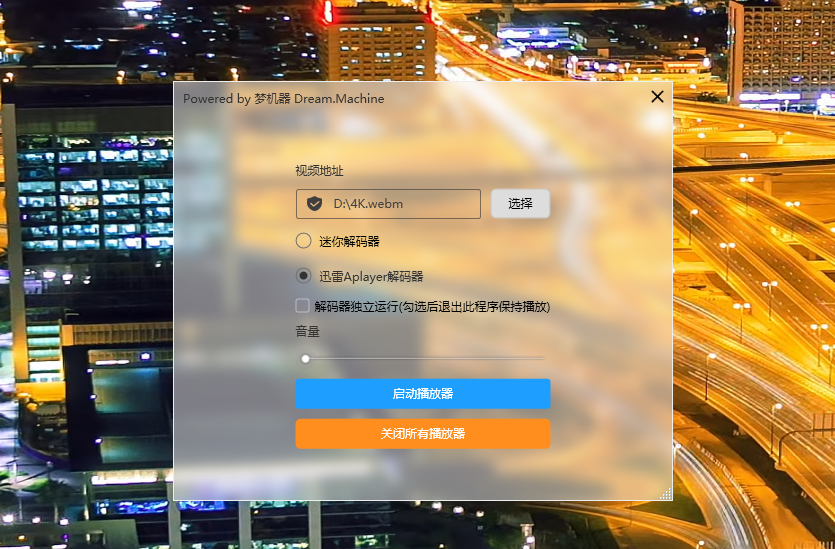 Powered by 梦机器 Dream.Machine
视频地址
D:\4K.webm 选择
迷你解码器
迅雷Aplayer解码器
解码器独立运行(勾选后退出此程序保持播放)
音量
启动播放器
关闭所有播放器